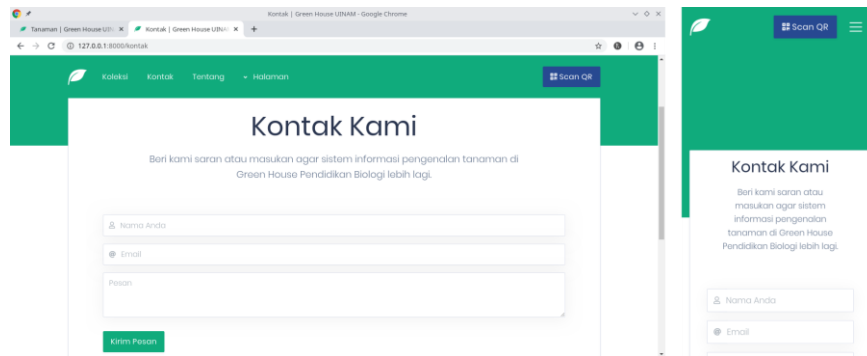 Kontak | Green House UINAM - Google Chrome
Tanaman | Green House UIN
Kontak | Green House UINA
127.0.0.1:8000/kontak
Koleksi Kontak Tentang Halaman Scan QR
Kontak Kami
Beri kami saran atau masukan agar sistem informasi pengenalan tanaman di
Green House Pendidikan Biologi lebih lagi.
Nama Anda
@ Email
Pesan
Kirim Pesan
Scan QR
Kontak Kami
Beri kami saran atau
masukan agar sistem
informasi pengenalan
tanaman di Green House
Pendidikan Biologi lebih lagi.
Nama Anda
@ Email